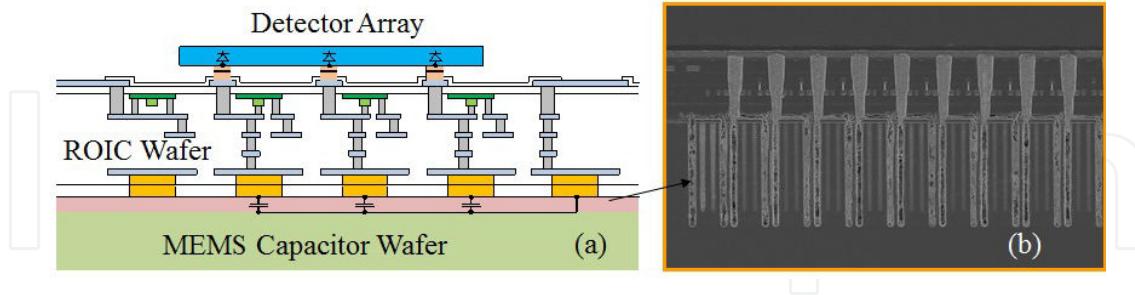 Detector Array
ROIC Wafer
MEMS Capacitor Wafer
(a)
(b)